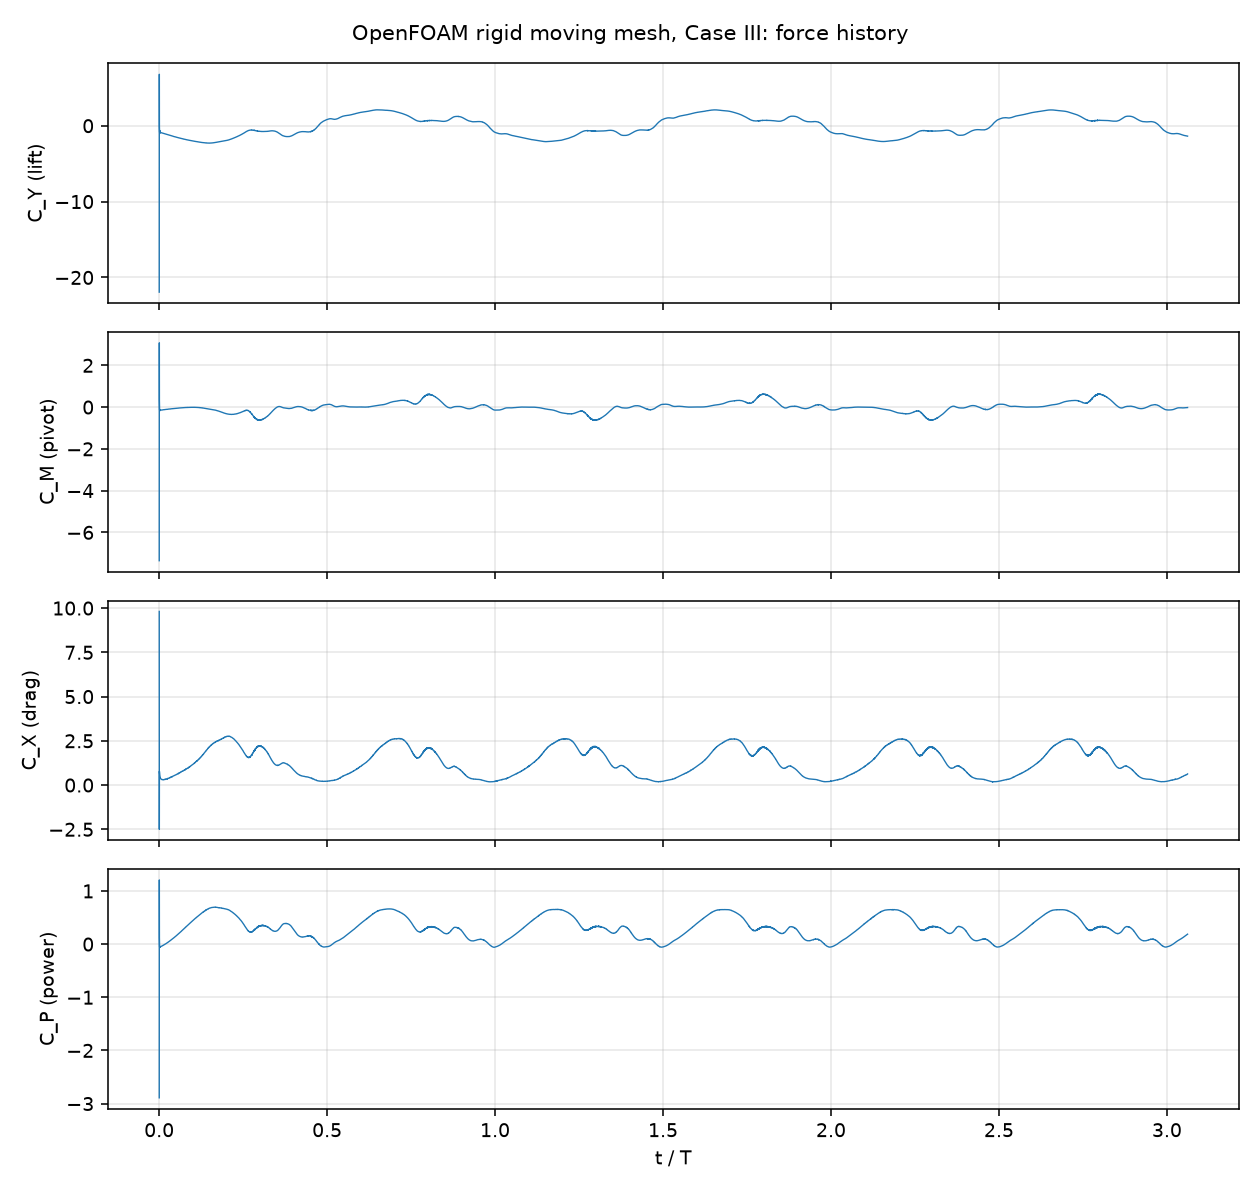 OpenFOAM rigid moving mesh, Case III: force history
C_Y (lift)
0
−10
−20
C_M (pivot)
2
0
−2
−4
−6
C_X (drag)
10.0
7.5
5.0
2.5
0.0
−2.5
C_P (power)
1
0
−1
−2
−3
0.0 0.5 1.0 1.5 2.0 2.5 3.0
t / T